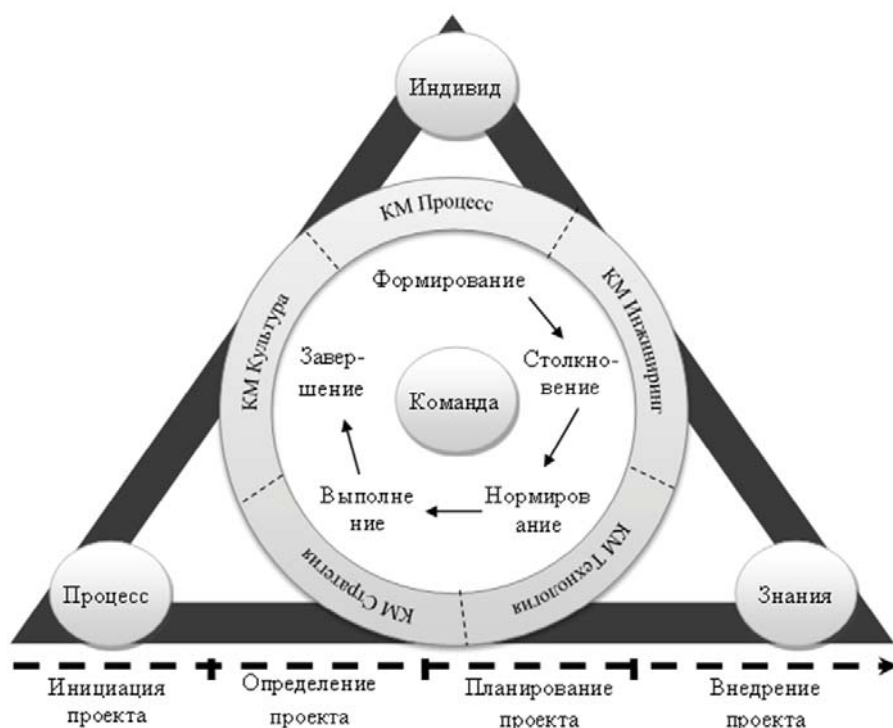 Индивид
КМ Процесс
КМ Инжиниринг
КМ Технология
КМ Стратегия
КМ Культура
Формирование
Столкно-
вение
Нормиров
ание
Выполне
ние
Завер-
шение
Команда
Процесс
Знания
Инициация
проекта
Определение
проекта
Планирование
проекта
Внедрение
проекта